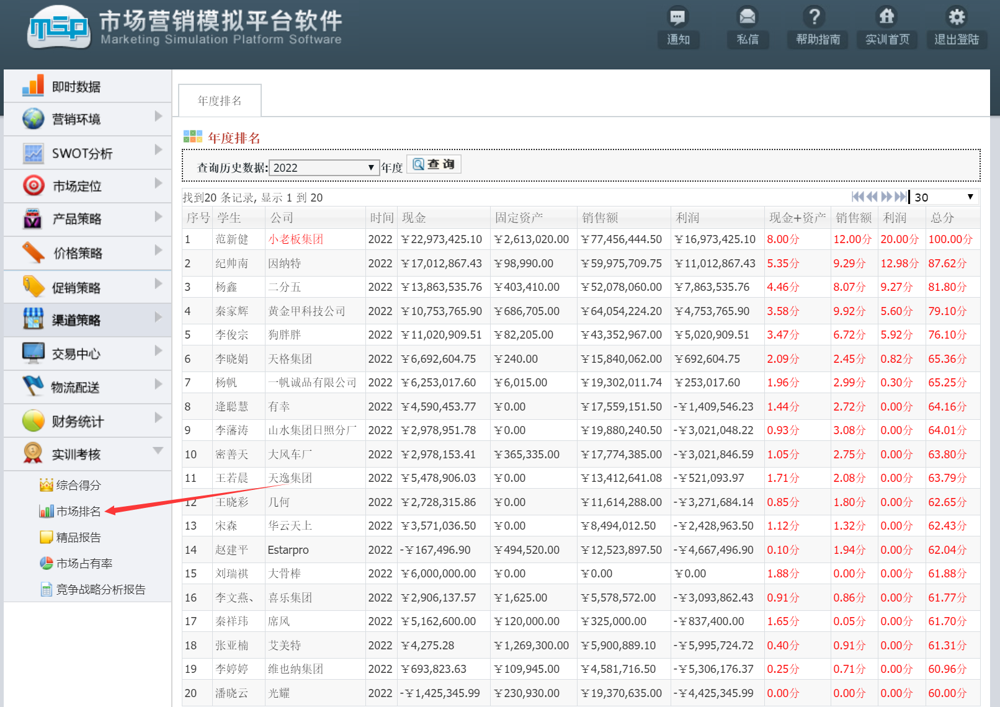 msp 市场营销模拟平台软件
Marketing Simulation Platform Software
通知 私信 帮助指南 实训首页 退出登陆
即时数据
营销环境
SWOT分析
市场定位
产品策略
价格策略
促销策略
渠道策略
交易中心
物流配送
财务统计
实训考核
综合得分
市场排名
精品报告
市场占有率
竞争战略分析报告
年度排名
年度排名
查询历史数据: 2022 年度 查询
找到20 条记录, 显示 1 到 20 30
序号 学生 公司 时间 现金 固定资产 销售额 利润 现金+资产 销售额 利润 总分
1 范新健 小老板集团 2022 ￥22,973,425.10 ￥2,613,020.00 ￥77,456,444.50 ￥16,973,425.10 8.00分 12.00分 20.00分 100.00分
2 纪帅南 因纳特 2022 ￥17,012,867.43 ￥98,990.00 ￥59,975,709.75 ￥11,012,867.43 5.35分 9.29分 12.98分 87.62分
3 杨鑫 二分五 2022 ￥13,863,535.76 ￥403,410.00 ￥52,078,060.00 ￥7,863,535.76 4.46分 8.07分 9.27分 81.80分
4 秦家辉 黄金甲科技公司 2022 ￥10,753,765.90 ￥686,705.00 ￥64,054,224.20 ￥4,753,765.90 3.58分 9.92分 5.60分 79.10分
5 李俊宗 狗胖胖 2022 ￥11,020,909.51 ￥82,205.00 ￥43,352,967.00 ￥5,020,909.51 3.47分 6.72分 5.92分 76.10分
6 李晓娟 天格集团 2022 ￥6,692,604.75 ￥240.00 ￥15,840,062.00 ￥692,604.75 2.09分 2.45分 0.82分 65.36分
7 杨帆 一帆诚品有限公司 2022 ￥6,253,017.60 ￥6,015.00 ￥19,302,011.74 ￥253,017.60 1.96分 2.99分 0.30分 65.25分
8 逄聪慧 有幸 2022 ￥4,590,453.77 ￥0.00 ￥17,559,151.50 -￥1,409,546.23 1.44分 2.72分 0.00分 64.16分
9 李藩涛 山水集团日照分厂 2022 ￥2,978,951.78 ￥0.00 ￥19,880,240.50 -￥3,021,048.22 0.93分 3.08分 0.00分 64.01分
10 密善天 大风车厂 2022 ￥2,978,153.41 ￥365,335.00 ￥17,774,385.00 -￥3,021,846.59 1.05分 2.75分 0.00分 63.80分
11 王若晨 天逸集团 2022 ￥5,478,906.03 ￥0.00 ￥13,412,641.08 -￥521,093.97 1.71分 2.08分 0.00分 63.79分
12 王晓彩 几何 2022 ￥2,728,315.86 ￥0.00 ￥11,614,288.00 -￥3,271,684.14 0.85分 1.80分 0.00分 62.65分
13 宋森 华云天上 2022 ￥3,571,036.50 ￥0.00 ￥8,494,012.50 -￥2,428,963.50 1.12分 1.32分 0.00分 62.43分
14 赵建平 Estarpro 2022 -￥167,496.90 ￥494,520.00 ￥12,523,897.50 -￥4,667,496.90 0.10分 1.94分 0.00分 62.04分
15 刘瑞祺 大骨棒 2022 ￥6,000,000.00 ￥0.00 ￥0.00 ￥0.00 1.88分 0.00分 0.00分 61.88分
16 李文燕、 喜乐集团 2022 ￥2,906,137.57 ￥1,625.00 ￥5,578,572.00 -￥3,093,862.43 0.91分 0.86分 0.00分 61.77分
17 秦祥玮 席风 2022 ￥5,162,600.00 ￥120,000.00 ￥325,000.00 -￥837,400.00 1.65分 0.05分 0.00分 61.70分
18 张亚楠 艾美特 2022 ￥4,275.28 ￥1,269,300.00 ￥5,900,889.10 -￥5,995,724.72 0.40分 0.91分 0.00分 61.31分
19 李婷婷 维也纳集团 2022 ￥693,823.63 ￥109,945.00 ￥4,581,716.50 -￥5,306,176.37 0.25分 0.71分 0.00分 60.96分
20 潘晓云 光耀 2022 -￥1,425,345.99 ￥230,930.00 ￥19,370,635.00 -￥4,425,345.99 0.00分 0.00分 0.00分 60.00分